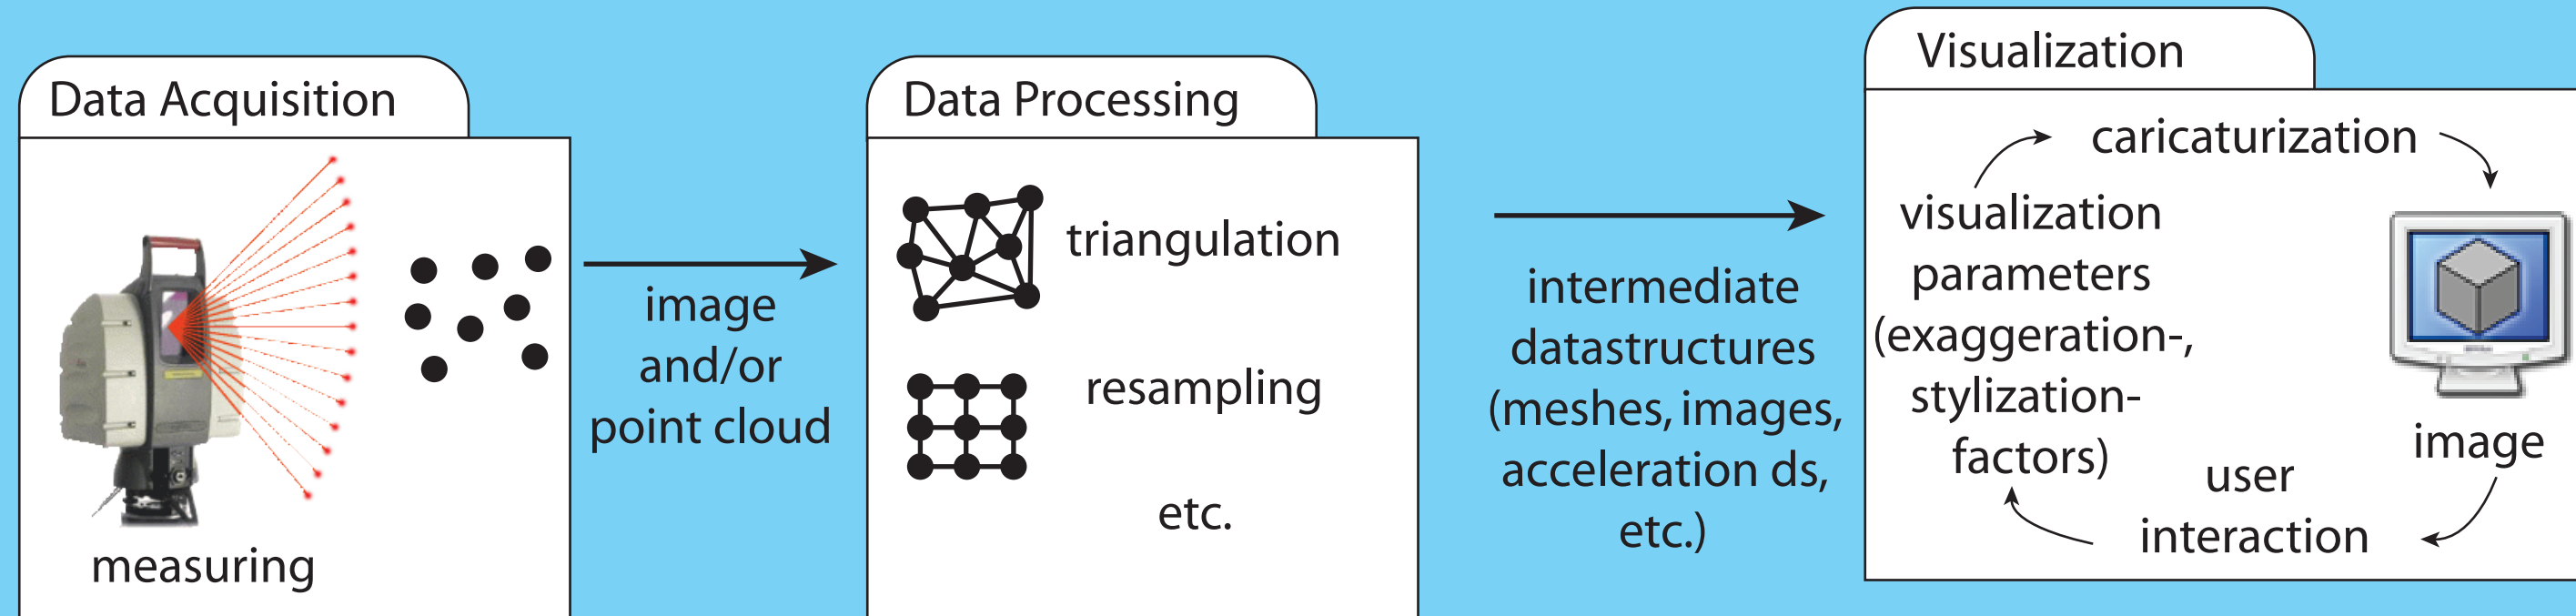 Data Acquisition
measuring
image
and/or
point cloud
Data Processing
triangulation
resampling
etc.
intermediate
datastructures
(meshes, images,
acceleration ds,
etc.)
Visualization
caricaturization
visualization
parameters
(exaggeration-,
stylization-
factors)
image
user
interaction